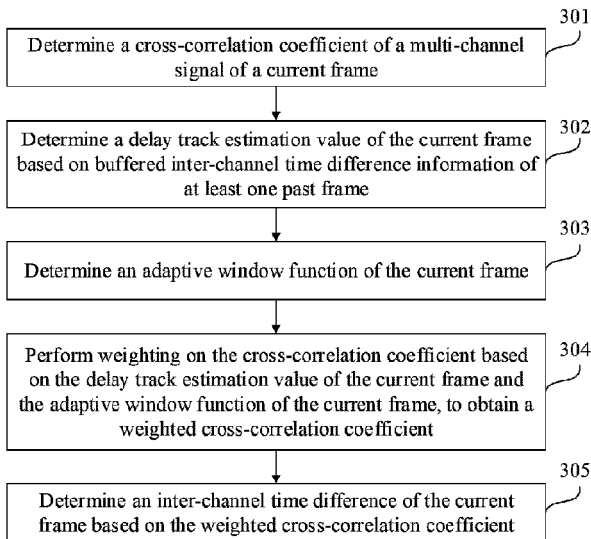 301
Determine a cross-correlation coefficient of a multi-channel
signal of a current frame
302
Determine a delay track estimation value of the current frame
based on buffered inter-channel time difference information of
at least one past frame
303
Determine an adaptive window function of the current frame
304
Perform weighting on the cross-correlation coefficient based
on the delay track estimation value of the current frame and
the adaptive window function of the current frame, to obtain a
weighted cross-correlation coefficient
305
Determine an inter-channel time difference of the current
frame based on the weighted cross-correlation coefficient